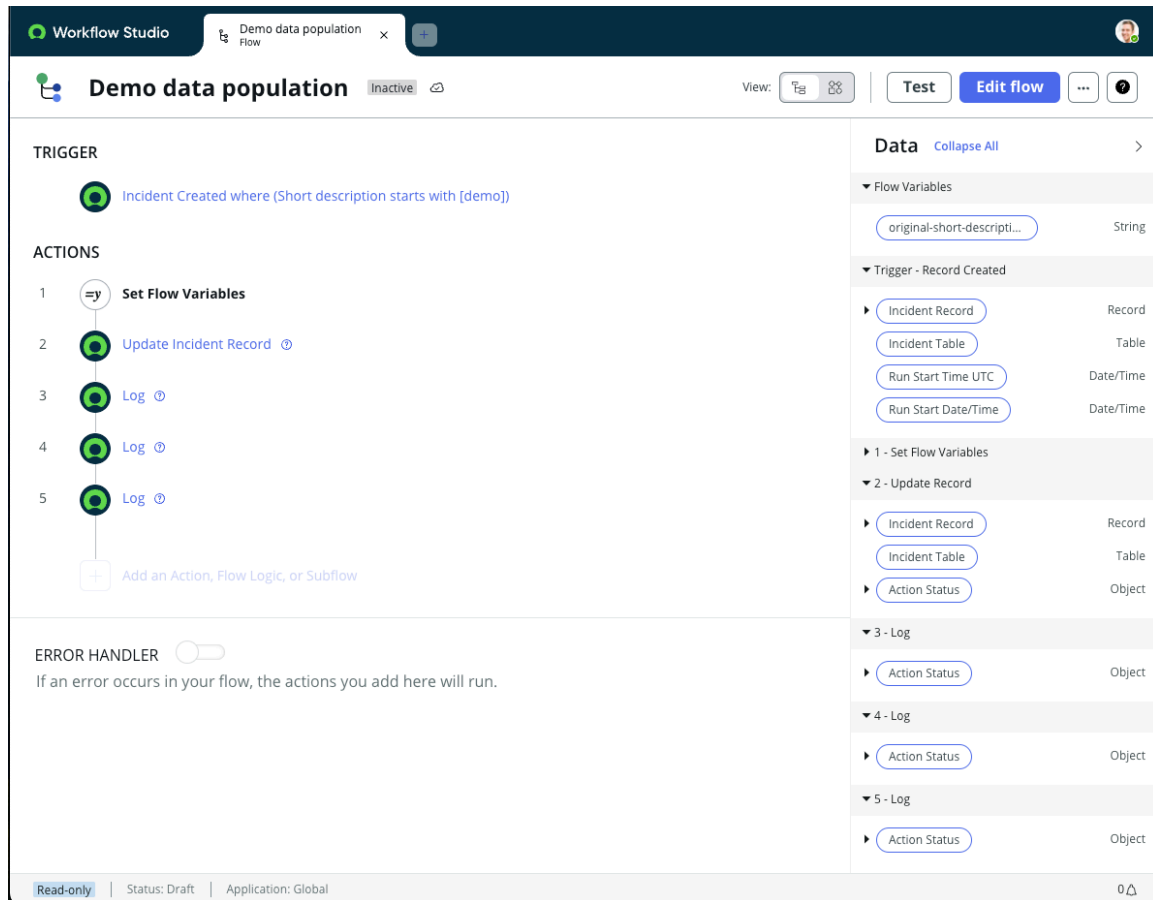 Workflow Studio
Demo data population
Flow
Demo data population
Inactive
View:
Test
Edit flow
TRIGGER
Incident Created where (Short description starts with [demo])
ACTIONS
1
=y
Set Flow Variables
2
Update Incident Record
3
Log
4
Log
5
Log
Add an Action, Flow Logic, or Subflow
ERROR HANDLER
If an error occurs in your flow, the actions you add here will run.
Data
Collapse All
Flow Variables
original-short-descripti...
String
Trigger - Record Created
Incident Record
Record
Incident Table
Table
Run Start Time UTC
Date/Time
Run Start Date/Time
Date/Time
1 - Set Flow Variables
2 - Update Record
Incident Record
Record
Incident Table
Table
Action Status
Object
3 - Log
Action Status
Object
4 - Log
Action Status
Object
5 - Log
Action Status
Object
Read-only
Status: Draft
Application: Global
0